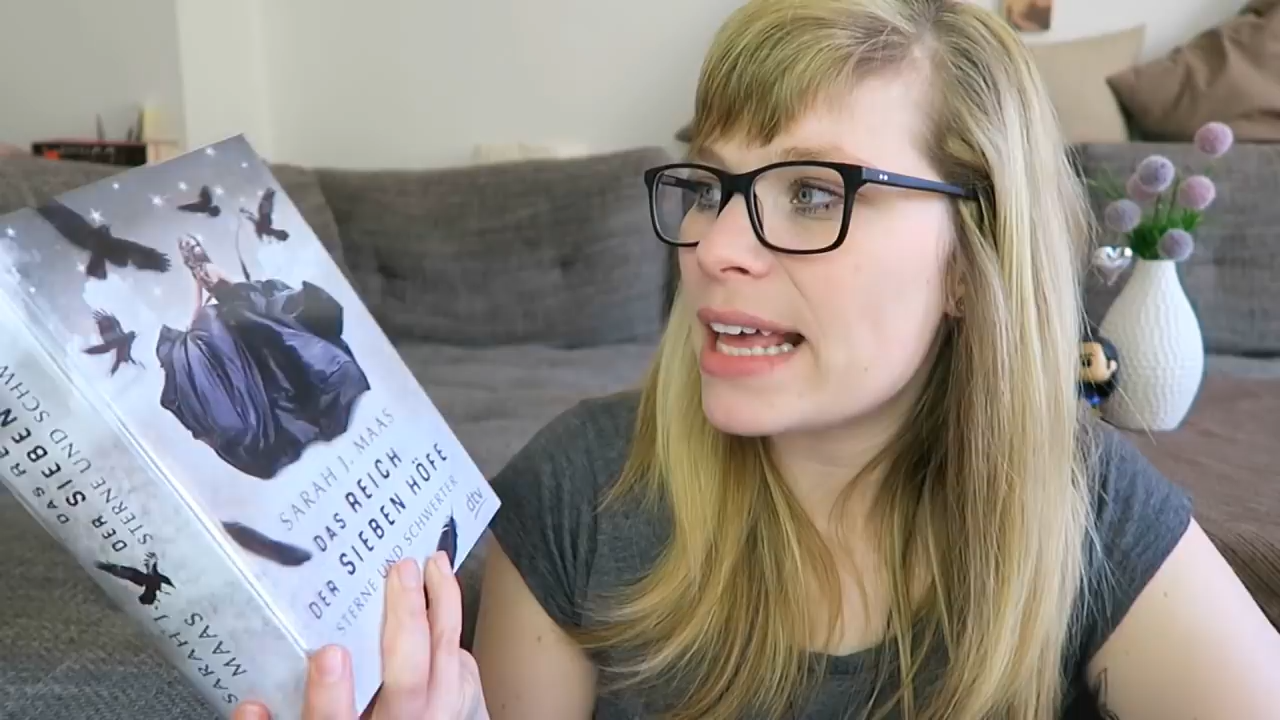 SARAH J. MAAS
DAS REICH
DER SIEBEN HÖFE
STERNE UND SCHWERTER
dtv
DAS RE
DER SIEBEN
STERNE UND SCHW
SARAH J.
MAAS